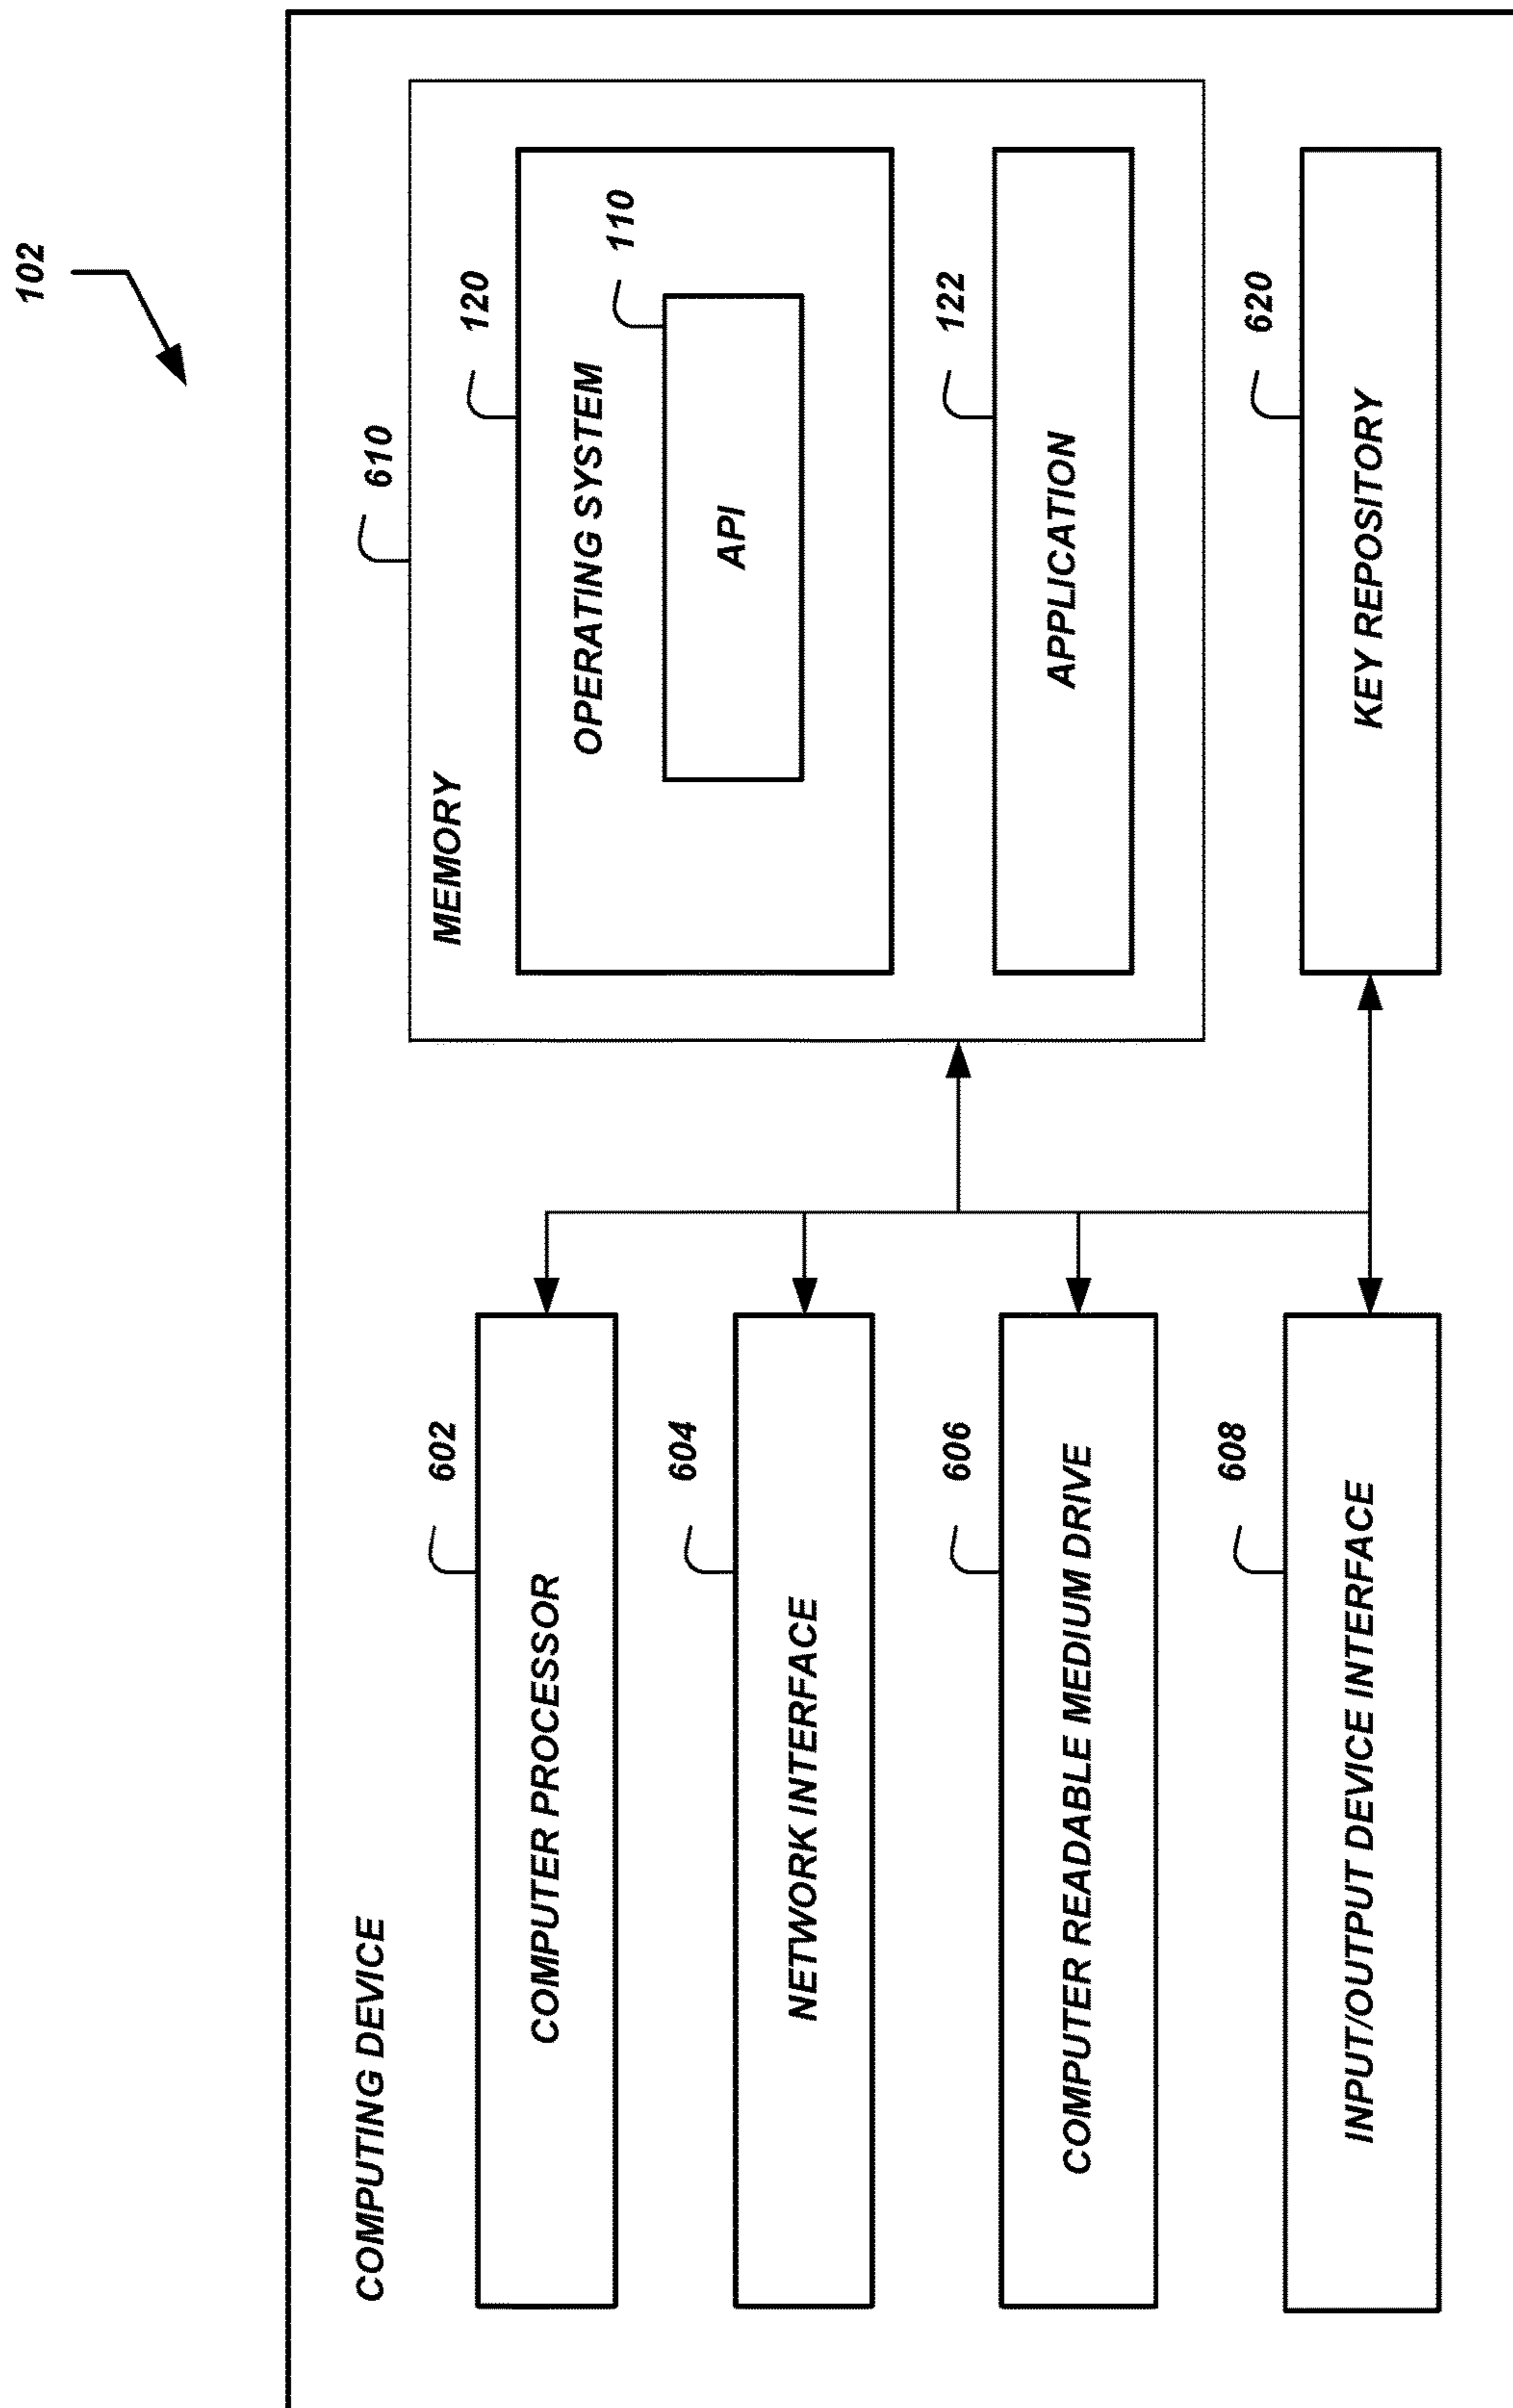 102
COMPUTING DEVICE
602
COMPUTER PROCESSOR
604
NETWORK INTERFACE
606
COMPUTER READABLE MEDIUM DRIVE
608
INPUT/OUTPUT DEVICE INTERFACE
610
MEMORY
120
OPERATING SYSTEM
110
API
122
APPLICATION
620
KEY REPOSITORY